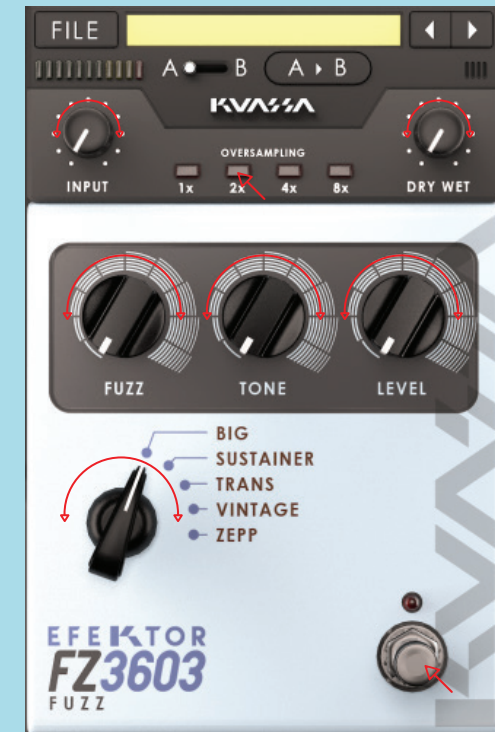 FILE
A B A B
KVASSA
OVERSAMPLING
INPUT 1x 2x 4x 8x DRY WET
FUZZ TONE LEVEL
BIG
SUSTAINER
TRANS
VINTAGE
ZEPP
EFEKTOR
FZ3603
FUZZ
KVASSA